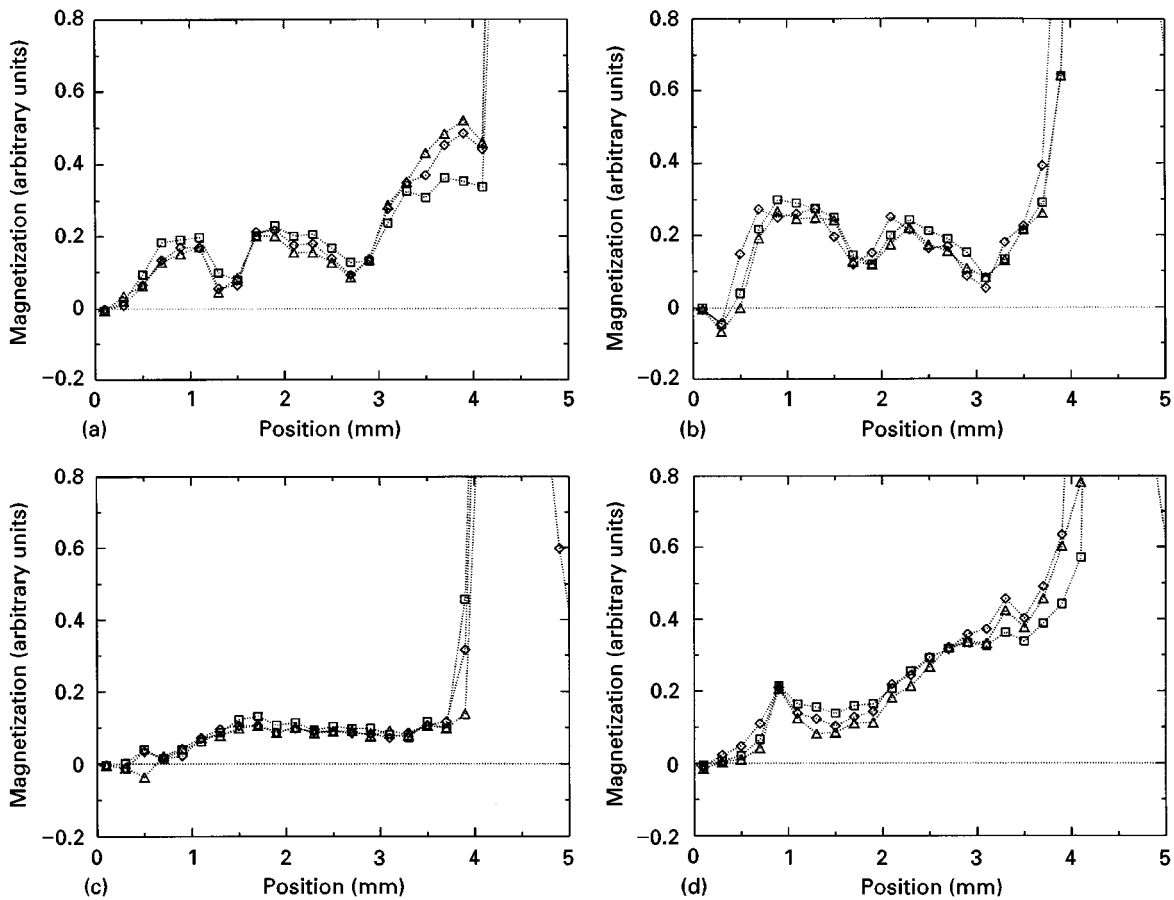 0.8 0.8
0.6 0.6
0.4 0.4
0.2 0.2
0 0
−0.2 −0.2
Magnetization (arbitrary units) Magnetization (arbitrary units)
0 1 2 3 4 5 0 1 2 3 4 5
(a) Position (mm) (b) Position (mm)
0.8 0.8
0.6 0.6
0.4 0.4
0.2 0.2
0 0
−0.2 −0.2
Magnetization (arbitrary units) Magnetization (arbitrary units)
0 1 2 3 4 5 0 1 2 3 4 5
(c) Position (mm) (d) Position (mm)